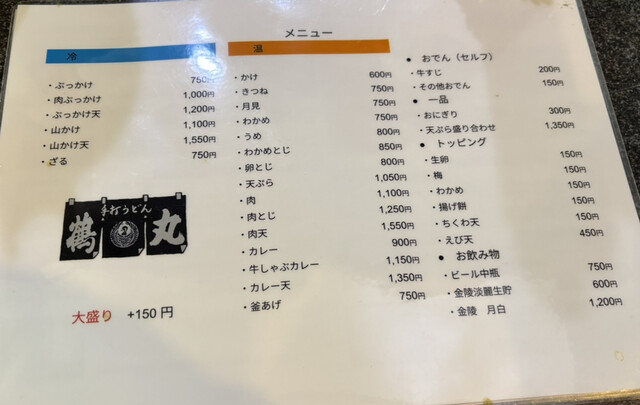 メニュー
冷
・ぶっかけ 750円
・肉ぶっかけ 1,000円
・ぶっかけ天 1,200円
・山かけ 1,100円
・山かけ天 1,550円
・ざる 750円
手打うどん
鶴丸
大盛り +150円
温
・かけ 600円
・きつね 750円
・月見 750円
・わかめ 750円
・うめ 800円
・わかめとじ 850円
・卵とじ 800円
・天ぷら 1,050円
・肉 1,100円
・肉とじ 1,250円
・肉天 1,550円
・カレー 900円
・牛しゃぶカレー 1,150円
・カレー天 1,350円
・釜あげ 750円
● おでん（セルフ）
・牛すじ 200円
・その他おでん 150円
● 一品
・おにぎり 300円
・天ぷら盛り合わせ 1,350円
● トッピング
・生卵 150円
・梅 150円
・わかめ 150円
・揚げ餅 150円
・ちくわ天 150円
・えび天 450円
● お飲み物
・ビール中瓶 750円
・金陵淡麗生貯 600円
・金陵 月白 1,200円